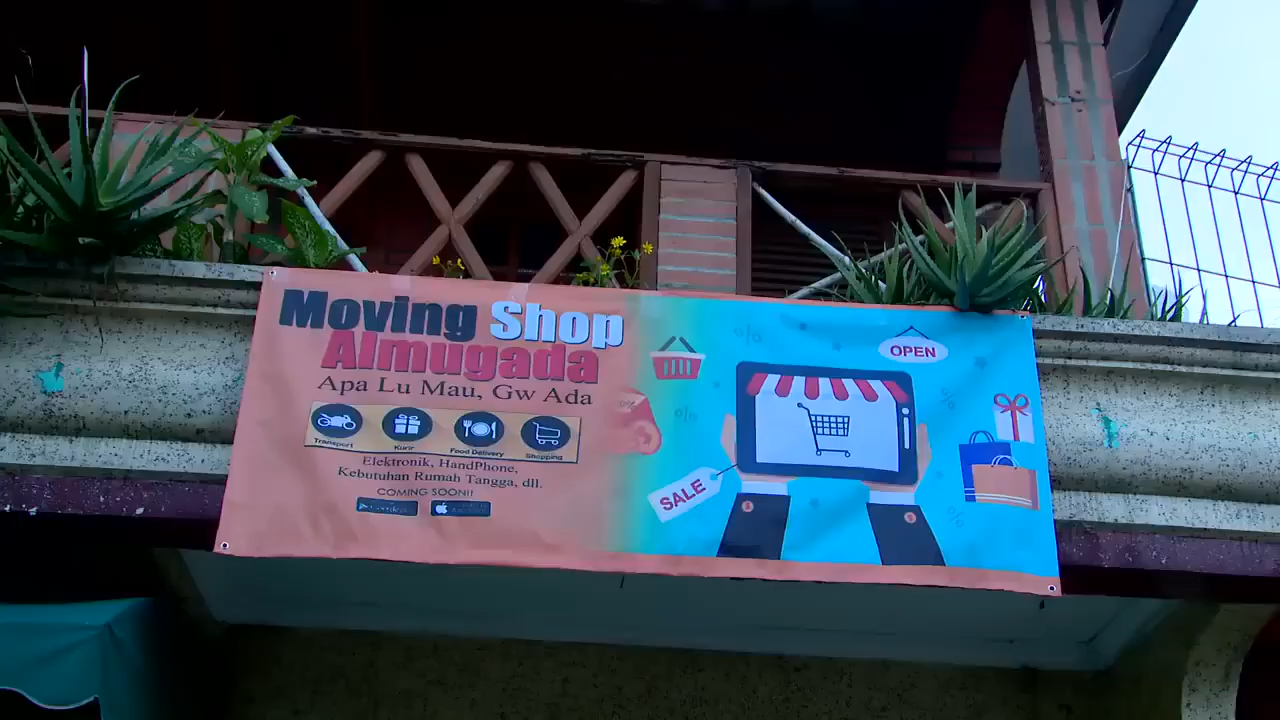 Moving Shop
Almugada
Apa Lu Mau, Gw Ada
Transport
Kurir
Food Delivery
Shopping
Elektronik, HandPhone,
Kebutuhan Rumah Tangga, dll.
COMING SOON!!
OPEN
SALE